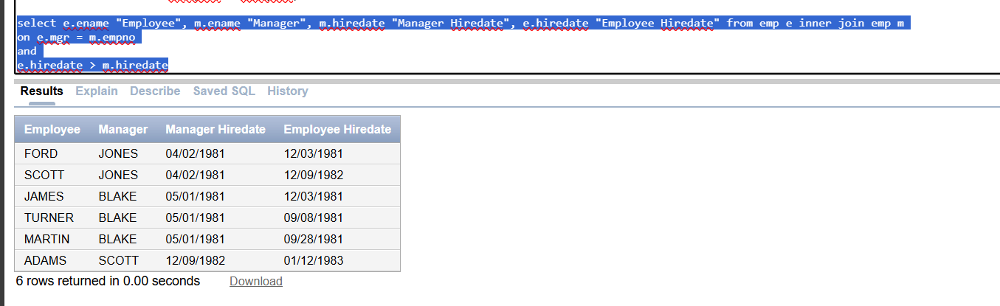 select e.ename "Employee", m.ename "Manager", m.hiredate "Manager Hiredate", e.hiredate "Employee Hiredate" from emp e inner join emp m
on e.mgr = m.empno
and
e.hiredate > m.hiredate
Results Explain Describe Saved SQL History
Employee Manager Manager Hiredate Employee Hiredate
FORD JONES 04/02/1981 12/03/1981
SCOTT JONES 04/02/1981 12/09/1982
JAMES BLAKE 05/01/1981 12/03/1981
TURNER BLAKE 05/01/1981 09/08/1981
MARTIN BLAKE 05/01/1981 09/28/1981
ADAMS SCOTT 12/09/1982 01/12/1983
6 rows returned in 0.00 seconds Download